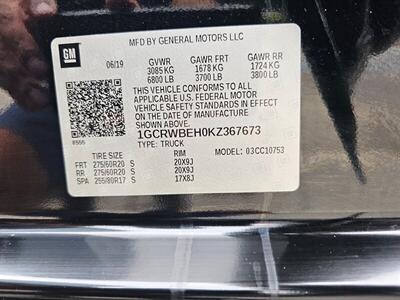 MFD BY GENERAL MOTORS LLC
GM
06/19
GVWR GAWR FRT GAWR RR
3085 KG 1678 KG 1724 KG
6800 LB 3700 LB 3800 LB
THIS VEHICLE CONFORMS TO ALL
APPLICABLE U.S. FEDERAL MOTOR
VEHICLE SAFETY STANDARDS IN EFFECT
ON THE DATE OF MANUFACTURE
SHOWN ABOVE.
1GCRWBEH0KZ367673
TYPE: TRUCK 03CC10753
TIRE SIZE RIM
FRT 275/60R20 S 20X9J
RR 275/60R20 S 20X9J
SPA 255/80R17 S 17X8J